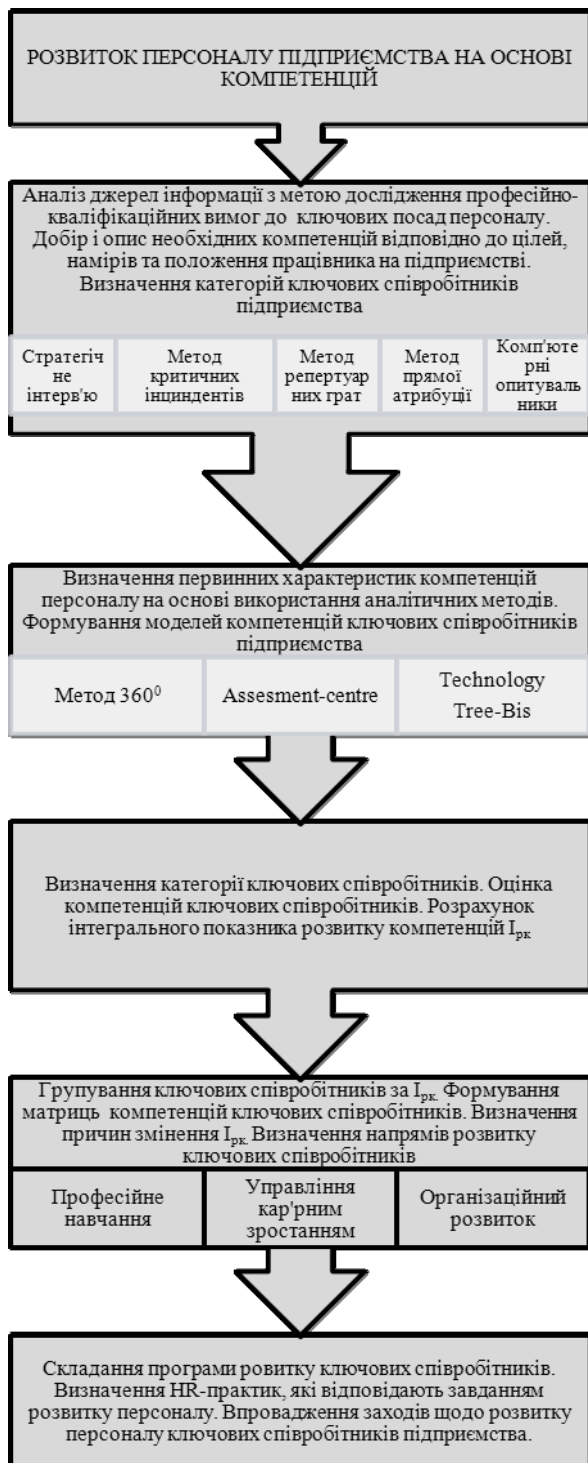 РОЗВИТОК ПЕРСОНАЛУ ПІДПРИЄМСТВА НА ОСНОВІ
КОМПЕТЕНЦІЙ
Аналіз джерел інформації з метою дослідження професійно-
кваліфікаційних вимог до ключових посад персоналу.
Добір і опис необхідних компетенцій відповідно до цілей,
намірів та положення працівника на підприємстві.
Визначення категорій ключових співробітників
підприємства
Стратегіч
не
інтерв'ю
Метод
критичних
інциндентів
Метод
репертуар
них грат
Метод
прямої
атрибуції
Комп'юте
рні
опитуваль
ники
Визначення первинних характеристик компетенцій
персоналу на основі використання аналітичних методів.
Формування моделей компетенцій ключових співробітників
підприємства
Метод 360⁰
Assesment-centre
Technology
Tree-Bis
Визначення категорії ключових співробітників. Оцінка
компетенцій ключових співробітників. Розрахунок
інтегрального показника розвитку компетенцій Iрк
Групування ключових співробітників за Iрк. Формування
матриць компетенцій ключових співробітників. Визначення
причин змінення Iрк. Визначення напрямів розвитку
ключових співробітників
Професійне
навчання
Управління
кар'рним
зростанням
Організаційний
розвиток
Складання програми ровитку ключових співробітників.
Визначення HR-практик, які відповідають завданням
розвитку персоналу. Впровадження заходів щодо розвитку
персоналу ключових співробітників підприємства.